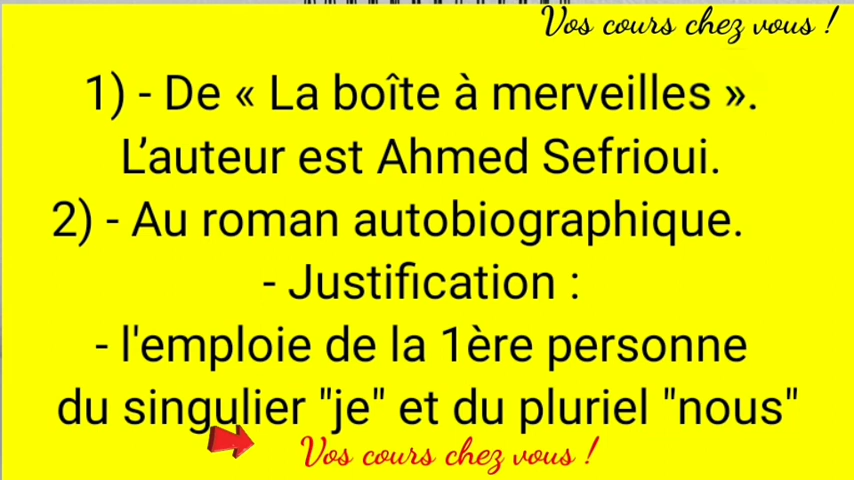 Vos cours chez vous !
1) - De « La boîte à merveilles ».
L’auteur est Ahmed Sefrioui.
2) - Au roman autobiographique.
- Justification :
- l'emploie de la 1ère personne
du singulier "je" et du pluriel "nous"
Vos cours chez vous !